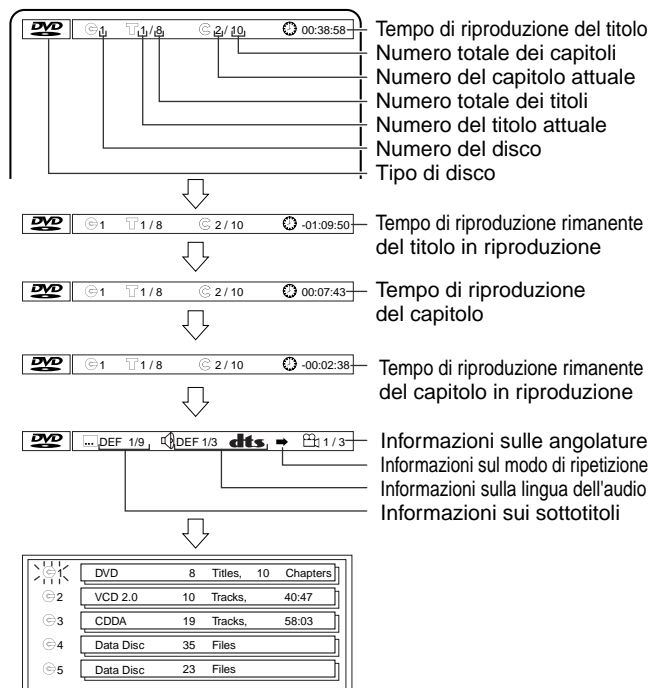 DVD 1 T 1/8 C 2/10 00:38:58
Tempo di riproduzione del titolo
Numero totale dei capitoli
Numero del capitolo attuale
Numero totale dei titoli
Numero del titolo attuale
Numero del disco
Tipo di disco
DVD 1 T 1/8 C 2/10 -01:09:50
Tempo di riproduzione rimanente
del titolo in riproduzione
DVD 1 T 1/8 C 2/10 00:07:43
Tempo di riproduzione
del capitolo
DVD 1 T 1/8 C 2/10 -00:02:38
Tempo di riproduzione rimanente
del capitolo in riproduzione
DVD ... DEF 1/9 DEF 1/3 dts 1/3
Informazioni sulle angolature
Informazioni sul modo di ripetizione
Informazioni sulla lingua dell'audio
Informazioni sui sottotitoli
1 DVD 8 Titles, 10 Chapters
2 VCD 2.0 10 Tracks, 40:47
3 CDDA 19 Tracks, 58:03
4 Data Disc 35 Files
5 Data Disc 23 Files